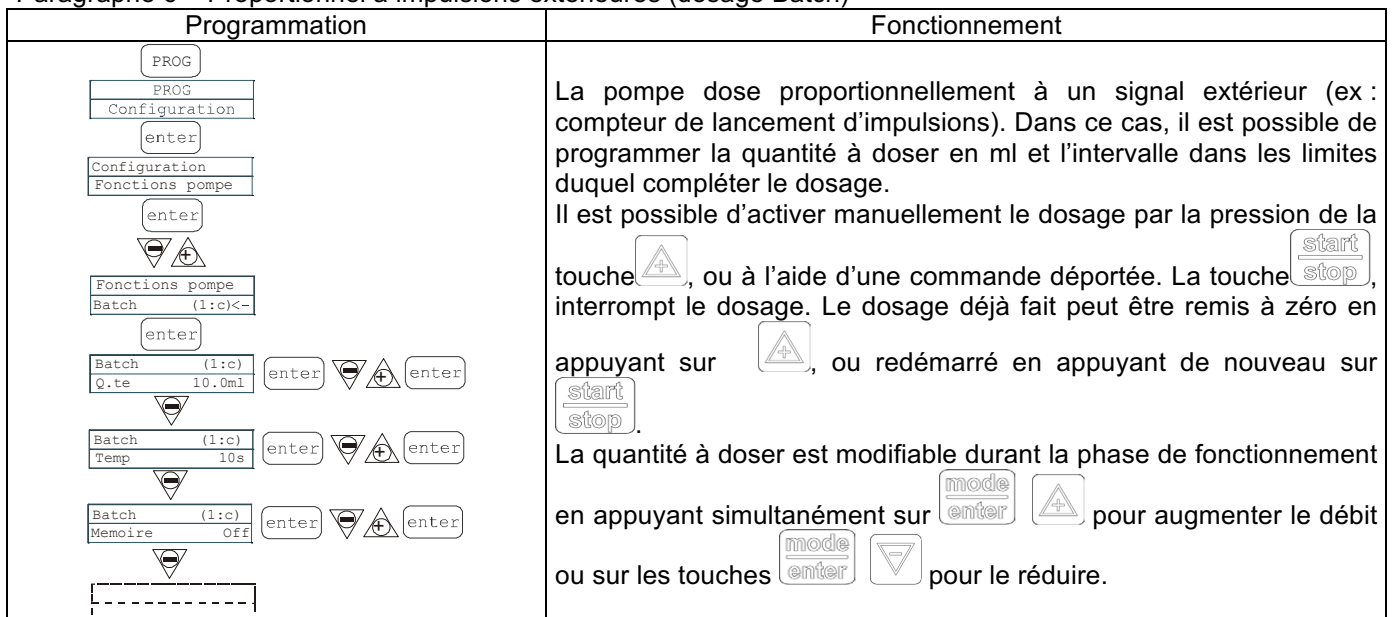 Paragraphe 6 – Proportionnel à impulsions extérieures (dosage Batch)
Programmation
PROG
PROG
Configuration
enter
Configuration
Fonctions pompe
enter
Fonctions pompe
Batch (1:c)<-
enter
Batch (1:c)
Q.te 10.0ml
enter
enter
Batch (1:c)
Temp 10s
enter
enter
Batch (1:c)
Memoire Off
enter
enter
Fonctionnement
La pompe dose proportionnellement à un signal extérieur (ex :
compteur de lancement d’impulsions). Dans ce cas, il est possible de
programmer la quantité à doser en ml et l’intervalle dans les limites
duquel compléter le dosage.
Il est possible d’activer manuellement le dosage par la pression de la
touche , ou à l’aide d’une commande déportée. La touche start stop ,
interrompt le dosage. Le dosage déjà fait peut être remis à zéro en
appuyant sur , ou redémarré en appuyant de nouveau sur
start stop .
La quantité à doser est modifiable durant la phase de fonctionnement
en appuyant simultanément sur mode enter pour augmenter le débit
ou sur les touches mode enter pour le réduire.